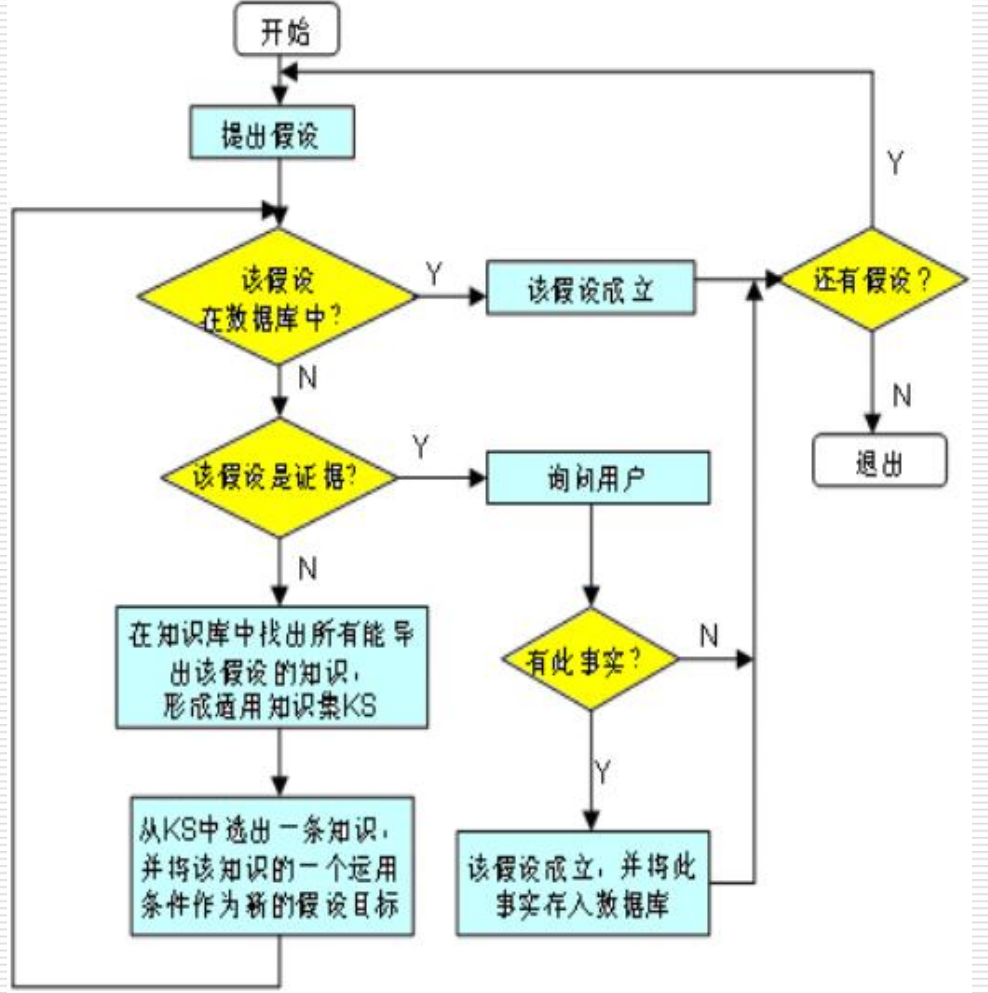 开始
提出假设
该假设
在数据库中?
Y
该假设成立
还有假设?
Y
N
退出
N
该假设是证据?
Y
询问用户
N
在知识库中找出所有能导
出该假设的知识，
形成适用知识集KS
有此事实?
N
Y
从KS中选出一条知识，
并将该知识的一个运用
条件作为新的假设目标
该假设成立，并将此
事实存入数据库